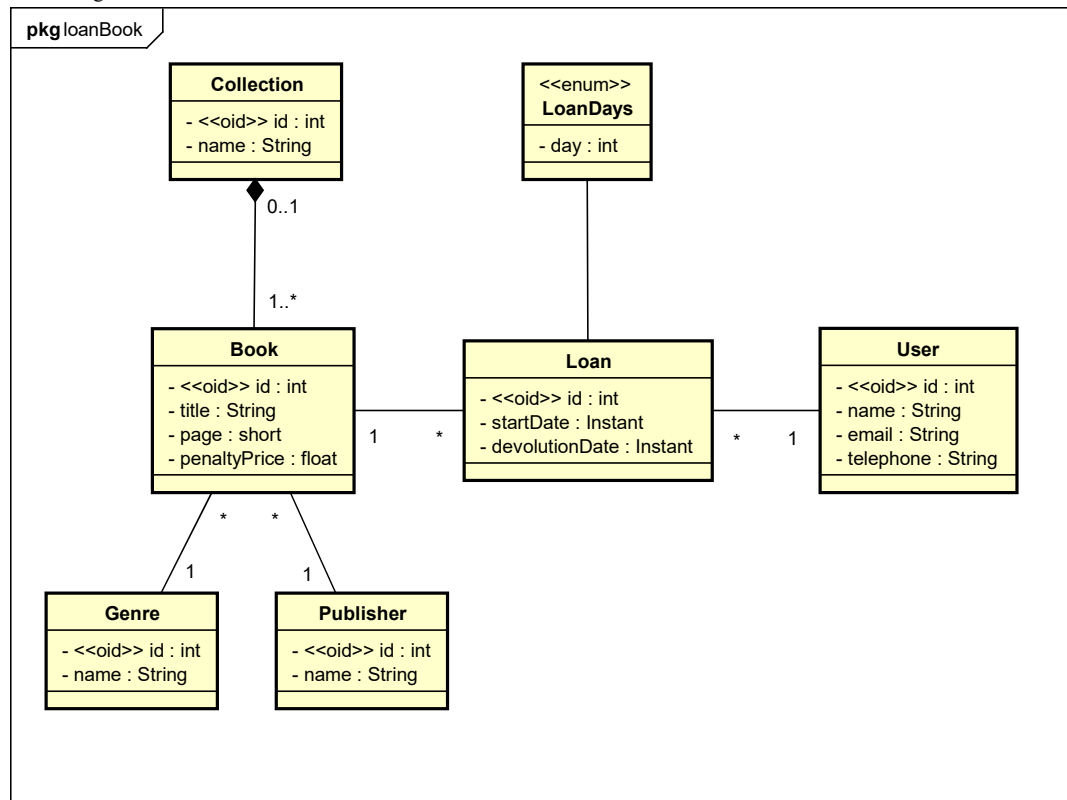 pkg loanBook
Collection
- <<oid>> id : int
- name : String
<<enum>>
LoanDays
- day : int
0..1
1..*
Book
- <<oid>> id : int
- title : String
- page : short
- penaltyPrice : float
1
*
Loan
- <<oid>> id : int
- startDate : Instant
- devolutionDate : Instant
*
1
User
- <<oid>> id : int
- name : String
- email : String
- telephone : String
*
*
1
1
Genre
- <<oid>> id : int
- name : String
Publisher
- <<oid>> id : int
- name : String